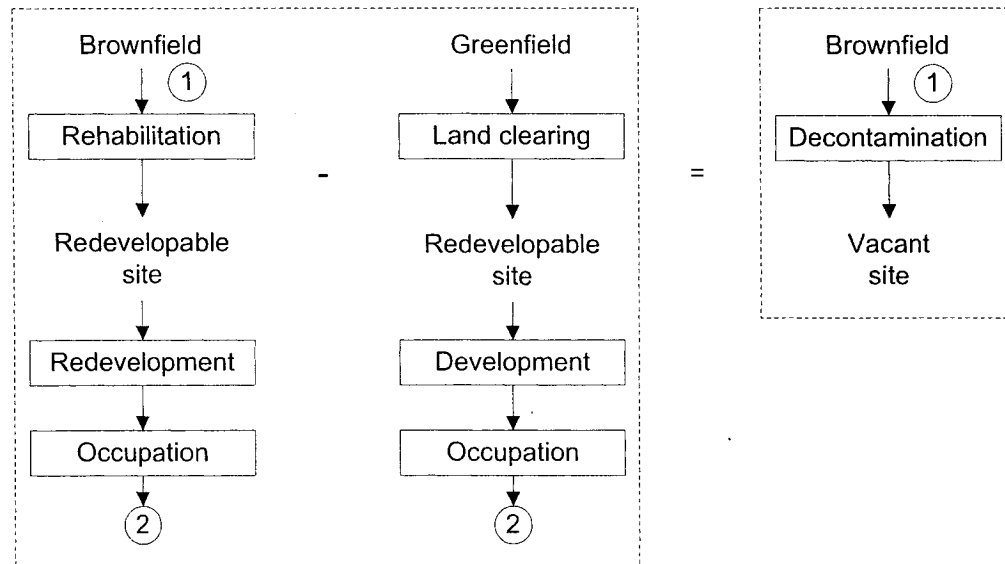 Brownfield
1
Rehabilitation
Redevelopable
site
Redevelopment
Occupation
2
-
Greenfield
Land clearing
Redevelopable
site
Development
Occupation
2
=
Brownfield
1
Decontamination
Vacant
site